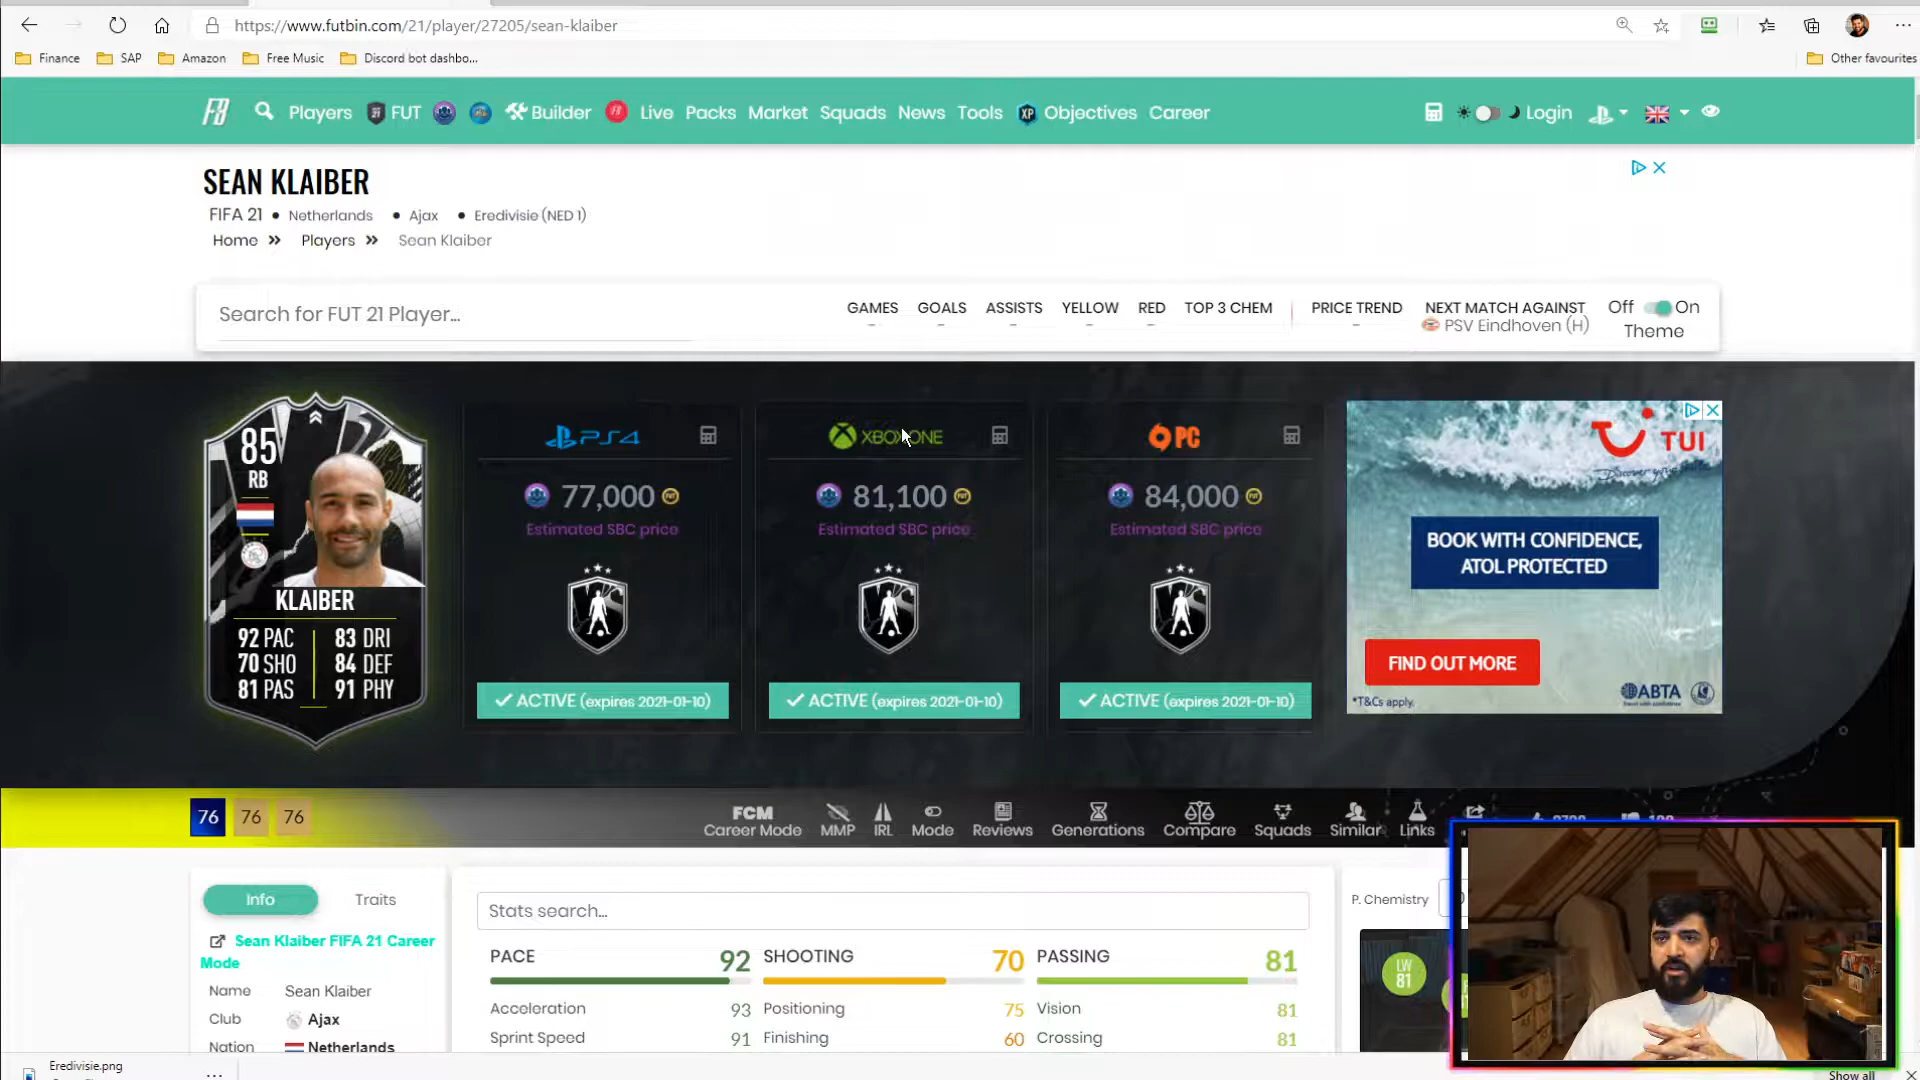 https://www.futbin.com/21/player/27205/sean-klaiber
Finance SAP Amazon Free Music Discord bot dashbo... Other favourites
Players FUT Builder Live Packs Market Squads News Tools XP Objectives Career Login
SEAN KLAIBER
FIFA 21 • Netherlands • Ajax • Eredivisie (NED 1)
Home » Players » Sean Klaiber
Search for FUT 21 Player...
GAMES GOALS ASSISTS YELLOW RED TOP 3 CHEM PRICE TREND NEXT MATCH AGAINST
PSV Eindhoven (H)
Off On
Theme
85
RB
KLAIBER
92 PAC 83 DRI
70 SHO 84 DEF
81 PAS 91 PHY
PS4
77,000
Estimated SBC price
ACTIVE (expires 2021-01-10)
XBOX ONE
81,100
Estimated SBC price
ACTIVE (expires 2021-01-10)
PC
84,000
Estimated SBC price
ACTIVE (expires 2021-01-10)
TUI
BOOK WITH CONFIDENCE,
ATOL PROTECTED
FIND OUT MORE
*T&Cs apply.
ABTA
76 76 76
FCM
Career Mode MMP IRL Mode Reviews Generations Compare Squads Similar Links
Info Traits
Sean Klaiber FIFA 21 Career
Mode
Name Sean Klaiber
Club Ajax
Nation Netherlands
Stats search...
PACE 92 SHOOTING 70 PASSING 81
Acceleration 93 Positioning 75 Vision 81
Sprint Speed 91 Finishing 60 Crossing 81
P. Chemistry
LW
81
Eredivisie.png
Show all